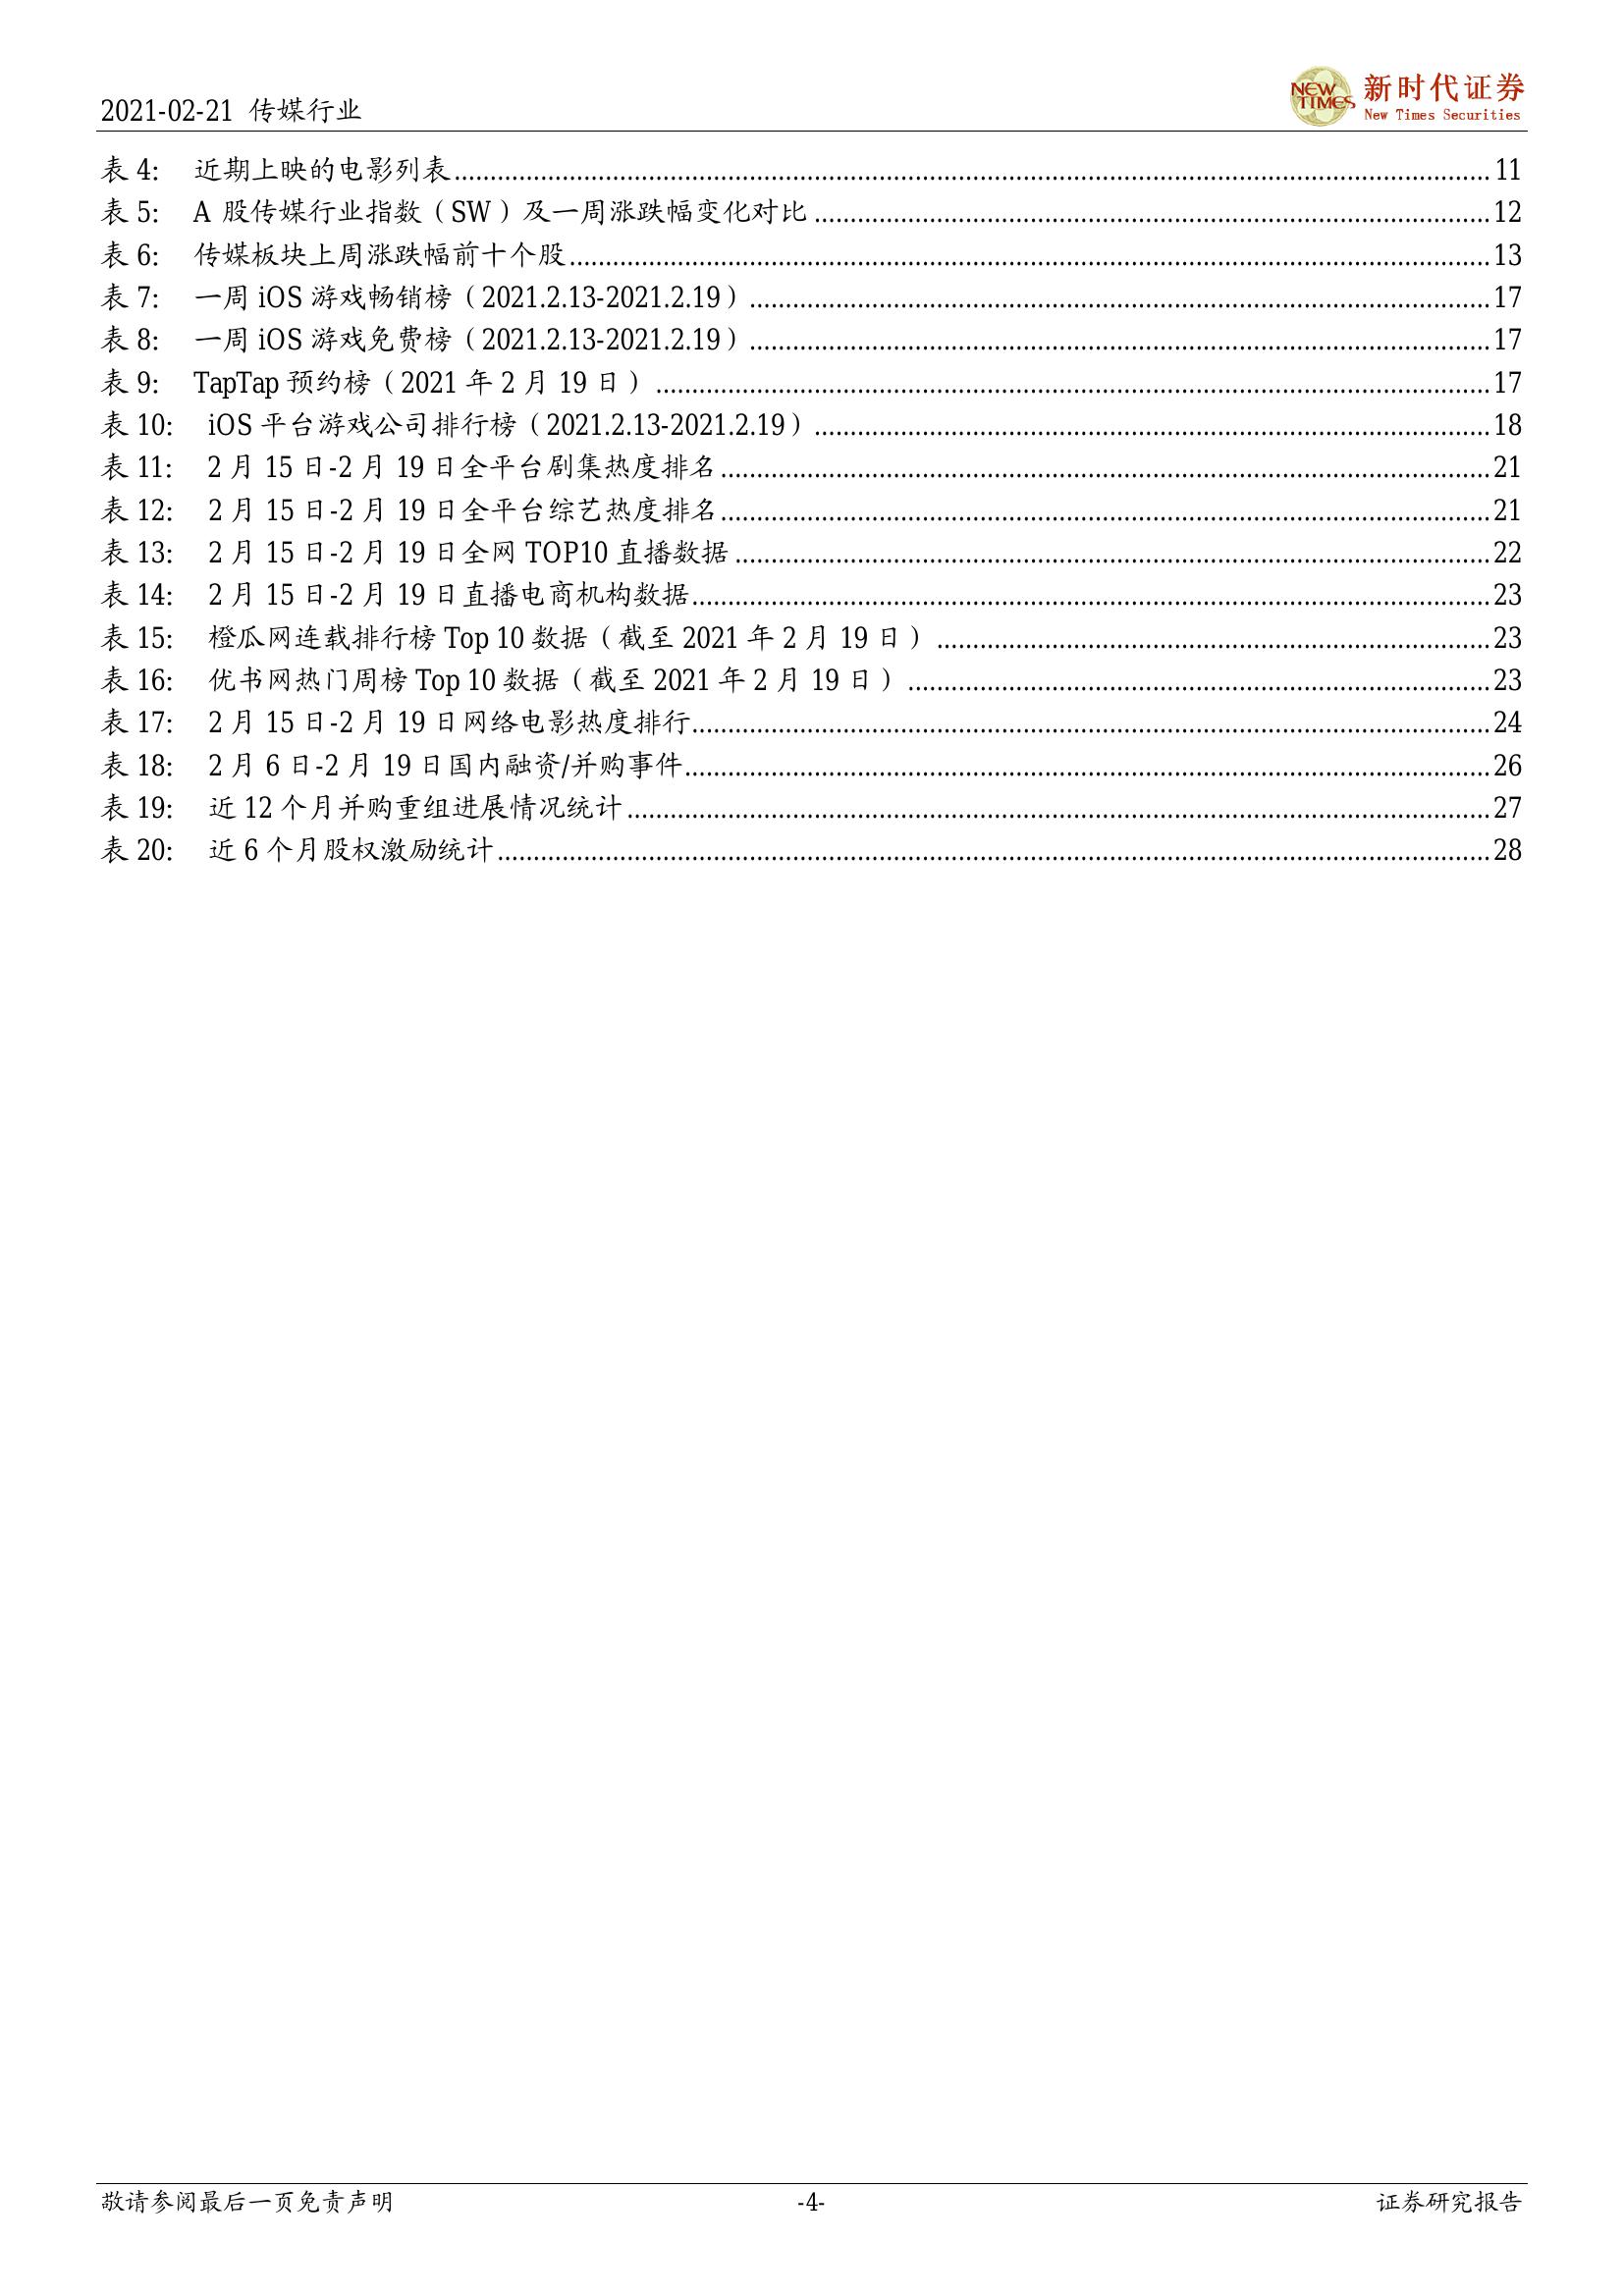 2021-02-21 传媒行业
NEW TIMES 新时代证券
New Times Securities
表 4: 近期上映的电影列表 11
表 5: A 股传媒行业指数（SW）及一周涨跌幅变化对比 12
表 6: 传媒板块上周涨跌幅前十个股 13
表 7: 一周 iOS 游戏畅销榜（2021.2.13-2021.2.19） 17
表 8: 一周 iOS 游戏免费榜（2021.2.13-2021.2.19） 17
表 9: TapTap 预约榜（2021 年 2 月 19 日） 17
表 10: iOS 平台游戏公司排行榜（2021.2.13-2021.2.19） 18
表 11: 2 月 15 日-2 月 19 日全平台剧集热度排名 21
表 12: 2 月 15 日-2 月 19 日全平台综艺热度排名 21
表 13: 2 月 15 日-2 月 19 日全网 TOP10 直播数据 22
表 14: 2 月 15 日-2 月 19 日直播电商机构数据 23
表 15: 橙瓜网连载排行榜 Top 10 数据（截至 2021 年 2 月 19 日） 23
表 16: 优书网热门周榜 Top 10 数据（截至 2021 年 2 月 19 日） 23
表 17: 2 月 15 日-2 月 19 日网络电影热度排行 24
表 18: 2 月 6 日-2 月 19 日国内融资/并购事件 26
表 19: 近 12 个月并购重组进展情况统计 27
表 20: 近 6 个月股权激励统计 28
敬请参阅最后一页免责声明 -4- 证券研究报告